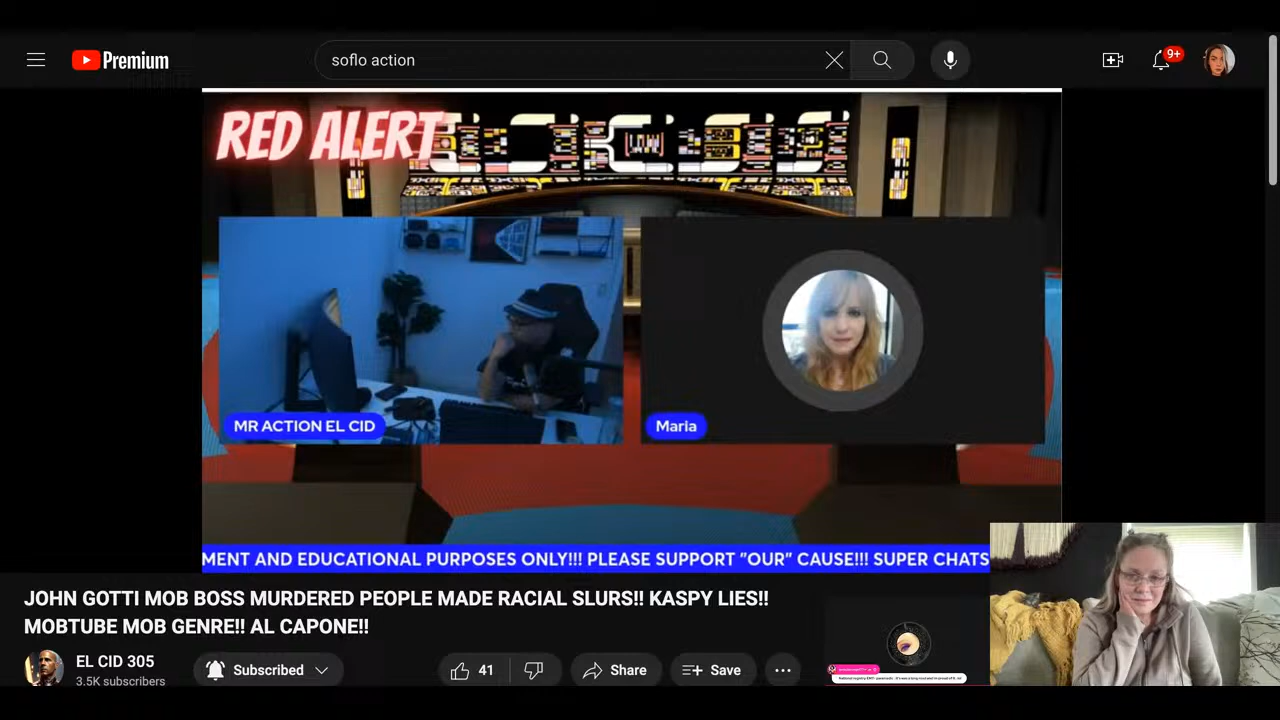 Premium
soflo action
9+
RED ALERT
MR ACTION EL CID
Maria
MENT AND EDUCATIONAL PURPOSES ONLY!!! PLEASE SUPPORT "OUR" CAUSE!!! SUPER CHATS
JOHN GOTTI MOB BOSS MURDERED PEOPLE MADE RACIAL SLURS!! KASPY LIES!!
MOBTUBE MOB GENRE!! AL CAPONE!!
EL CID 305
3.5K subscribers
Subscribed
41
Share
Save